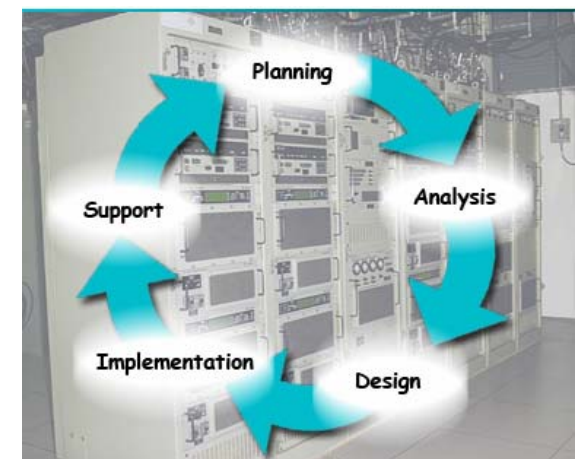 Planning
Analysis
Design
Implementation
Support